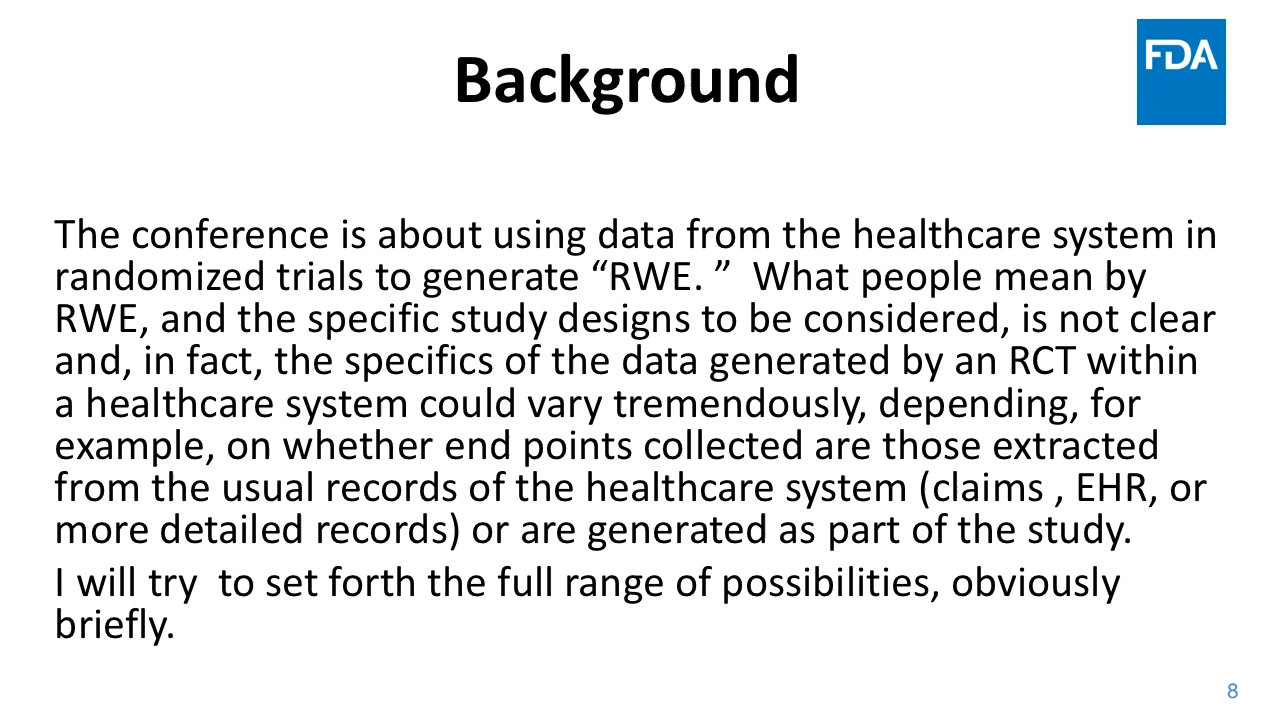 FDA
Background
The conference is about using data from the healthcare system in
randomized trials to generate “RWE. ”  What people mean by
RWE, and the specific study designs to be considered, is not clear
and, in fact, the specifics of the data generated by an RCT within
a healthcare system could vary tremendously, depending, for
example, on whether end points collected are those extracted
from the usual records of the healthcare system (claims , EHR, or
more detailed records) or are generated as part of the study.
I will try  to set forth the full range of possibilities, obviously
briefly.
8